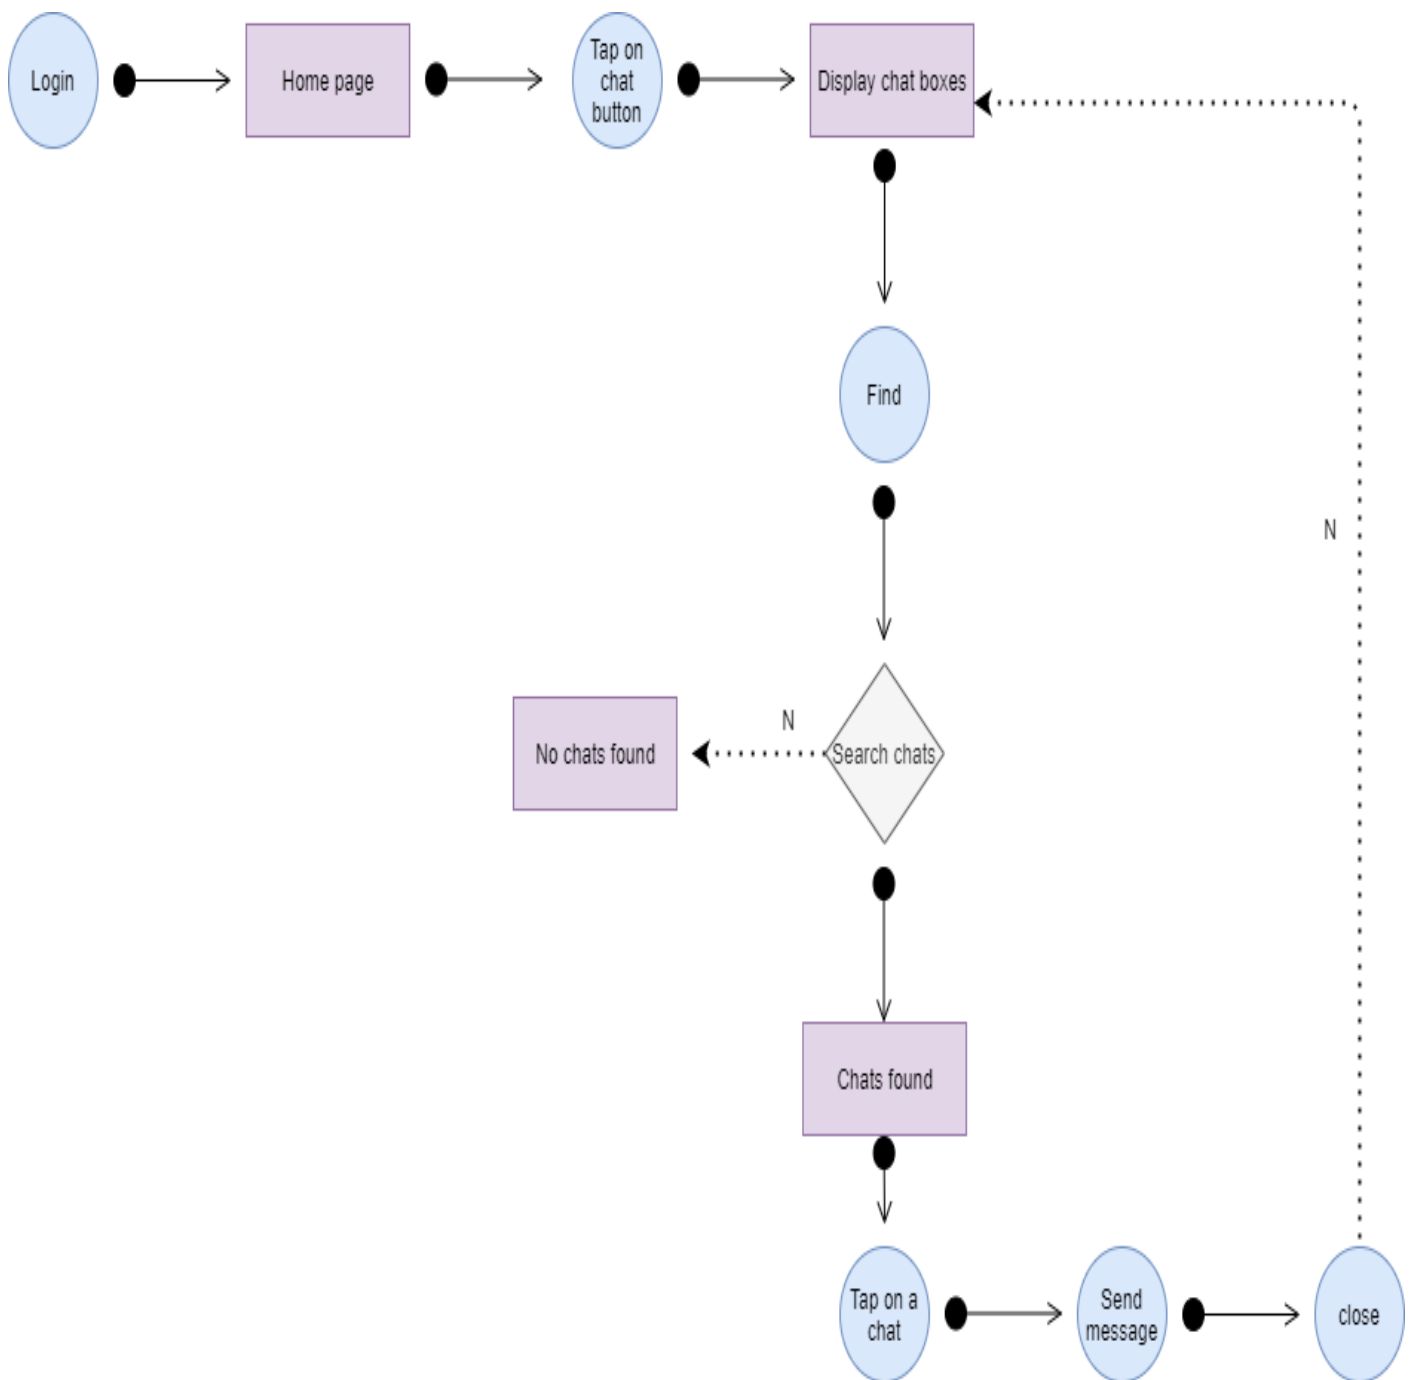 Login
Home page
Tap on
chat
button
Display chat boxes
Find
N
N
No chats found
Search chats
Chats found
Tap on a
chat
Send
message
close